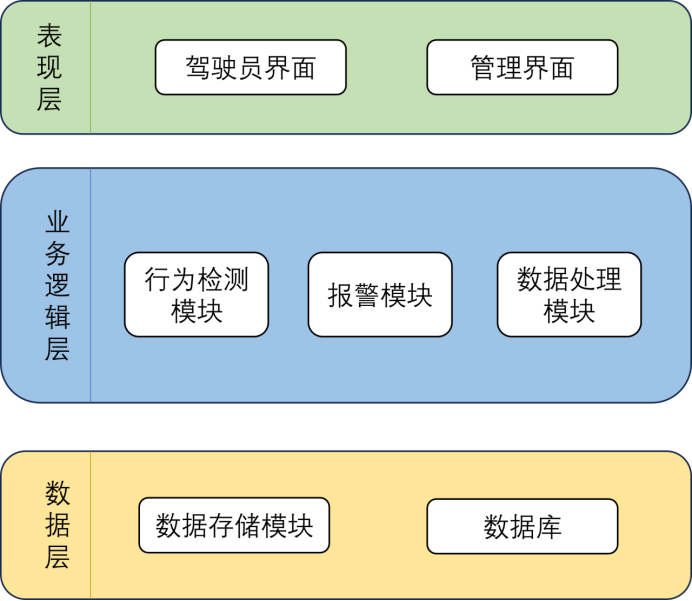 表现层
驾驶员界面
管理界面
业务逻辑层
行为检测
模块
报警模块
数据处理
模块
数据层
数据存储模块
数据库